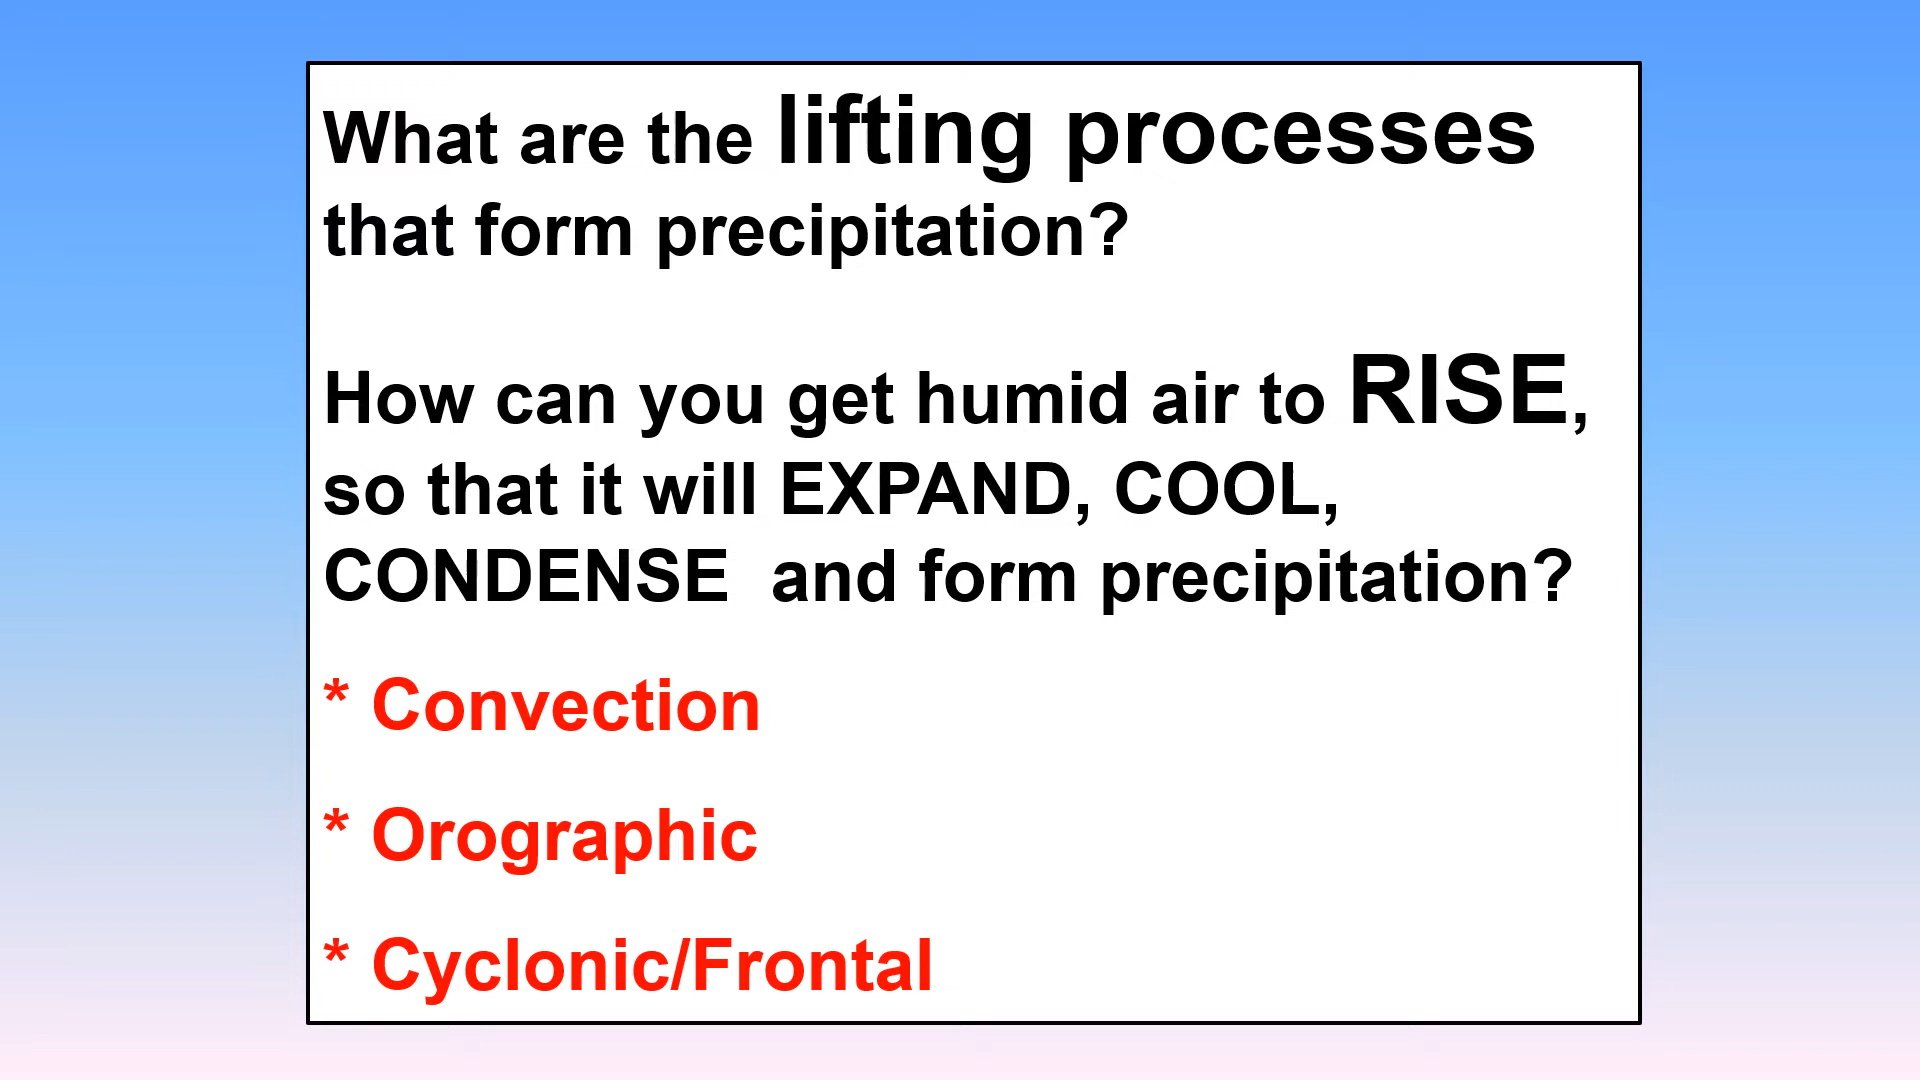 What are the lifting processes
that form precipitation?
How can you get humid air to RISE,
so that it will EXPAND, COOL,
CONDENSE  and form precipitation?
* Convection
* Orographic
* Cyclonic/Frontal